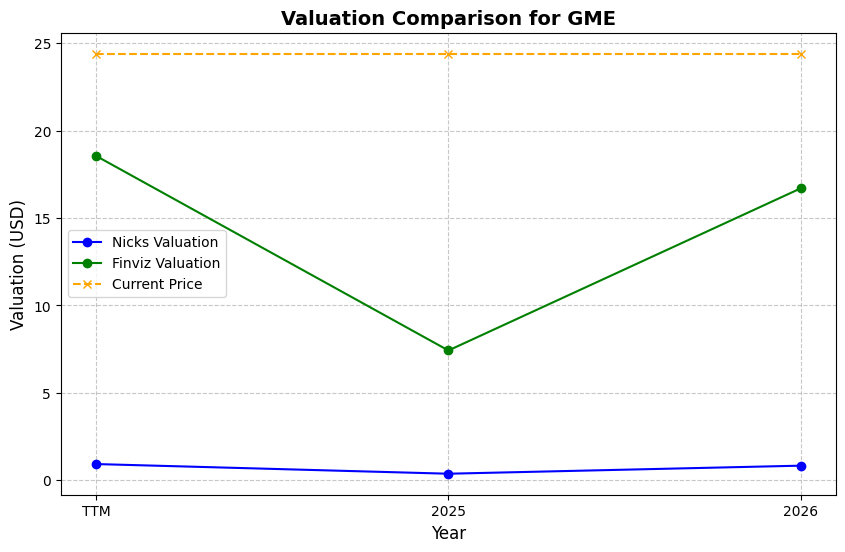 Valuation Comparison for GME
25
20
15
10
5
0
Valuation (USD)
Nicks Valuation
Finviz Valuation
Current Price
TTM
2025
2026
Year